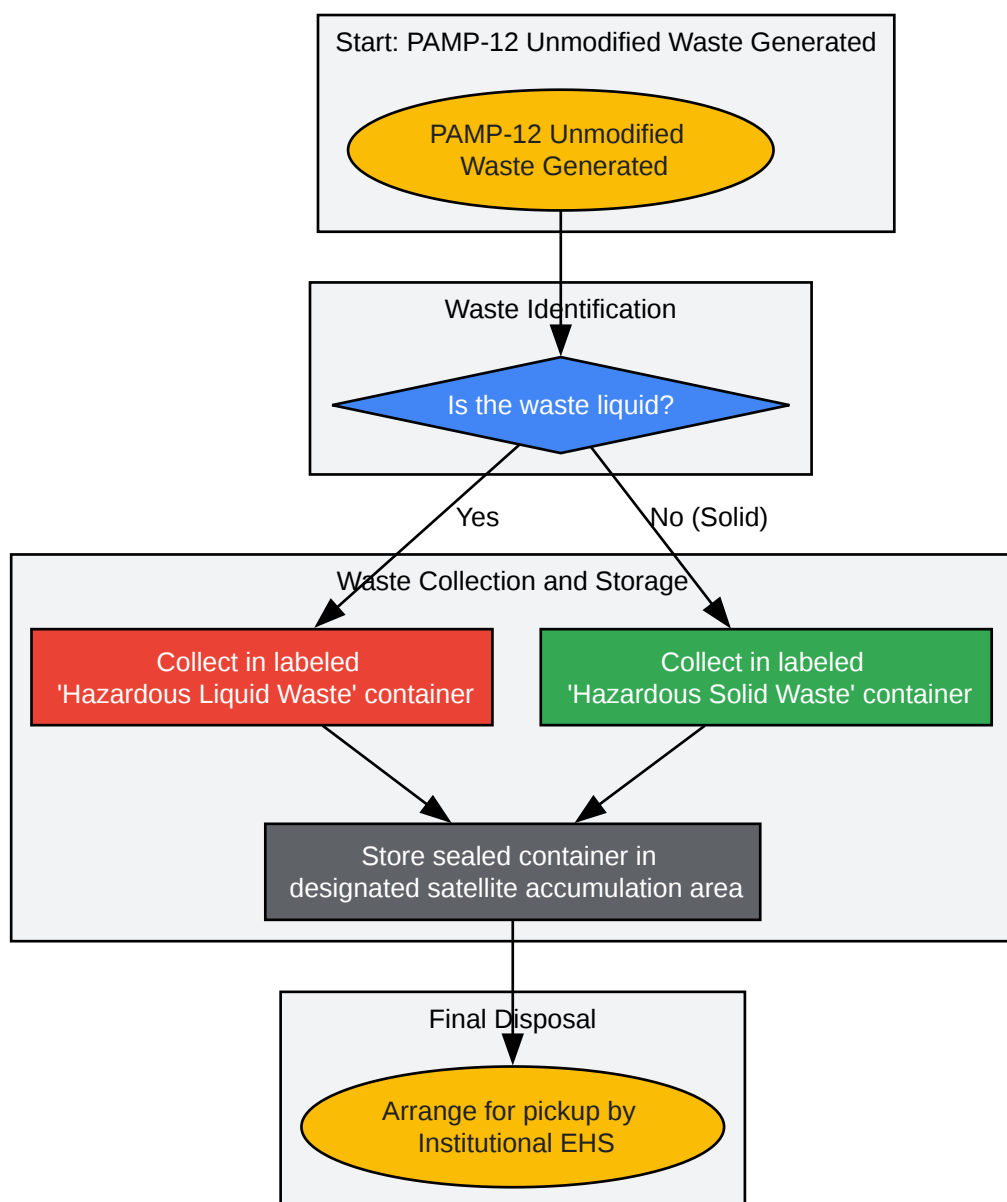 Start: PAMP-12 Unmodified Waste Generated
PAMP-12 Unmodified
Waste Generated
Waste Identification
Is the waste liquid?
Yes
No (Solid)
Waste Collection and Storage
Collect in labeled
'Hazardous Liquid Waste' container
Collect in labeled
'Hazardous Solid Waste' container
Store sealed container in
designated satellite accumulation area
Final Disposal
Arrange for pickup by
Institutional EHS